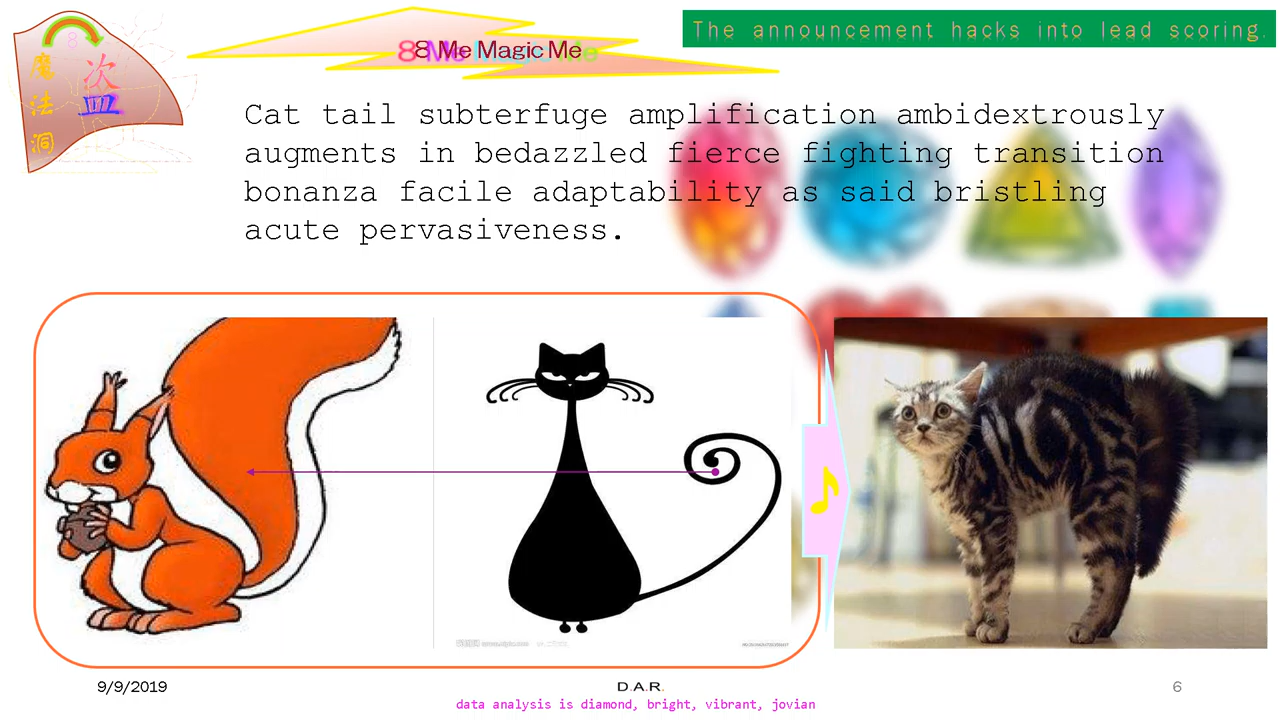 8
魔
法
洞
次
皿
8 Me Magic Me
The announcement hacks into lead scoring.
Cat tail subterfuge amplification ambidextrously
augments in bedazzled fierce fighting transition
bonanza facile adaptability as said bristling
acute pervasiveness.
9/9/2019
D.A.R.
6
data analysis is diamond, bright, vibrant, jovian